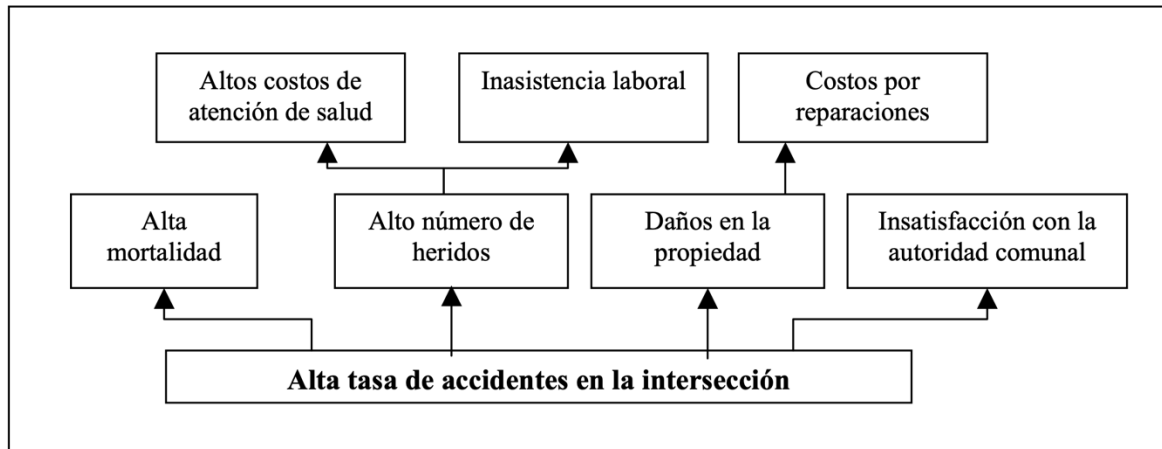 Altos costos de
atención de salud
Inasistencia laboral
Costos por
reparaciones
Alta
mortalidad
Alto número de
heridos
Daños en la
propiedad
Insatisfacción con la
autoridad comunal
Alta tasa de accidentes en la intersección